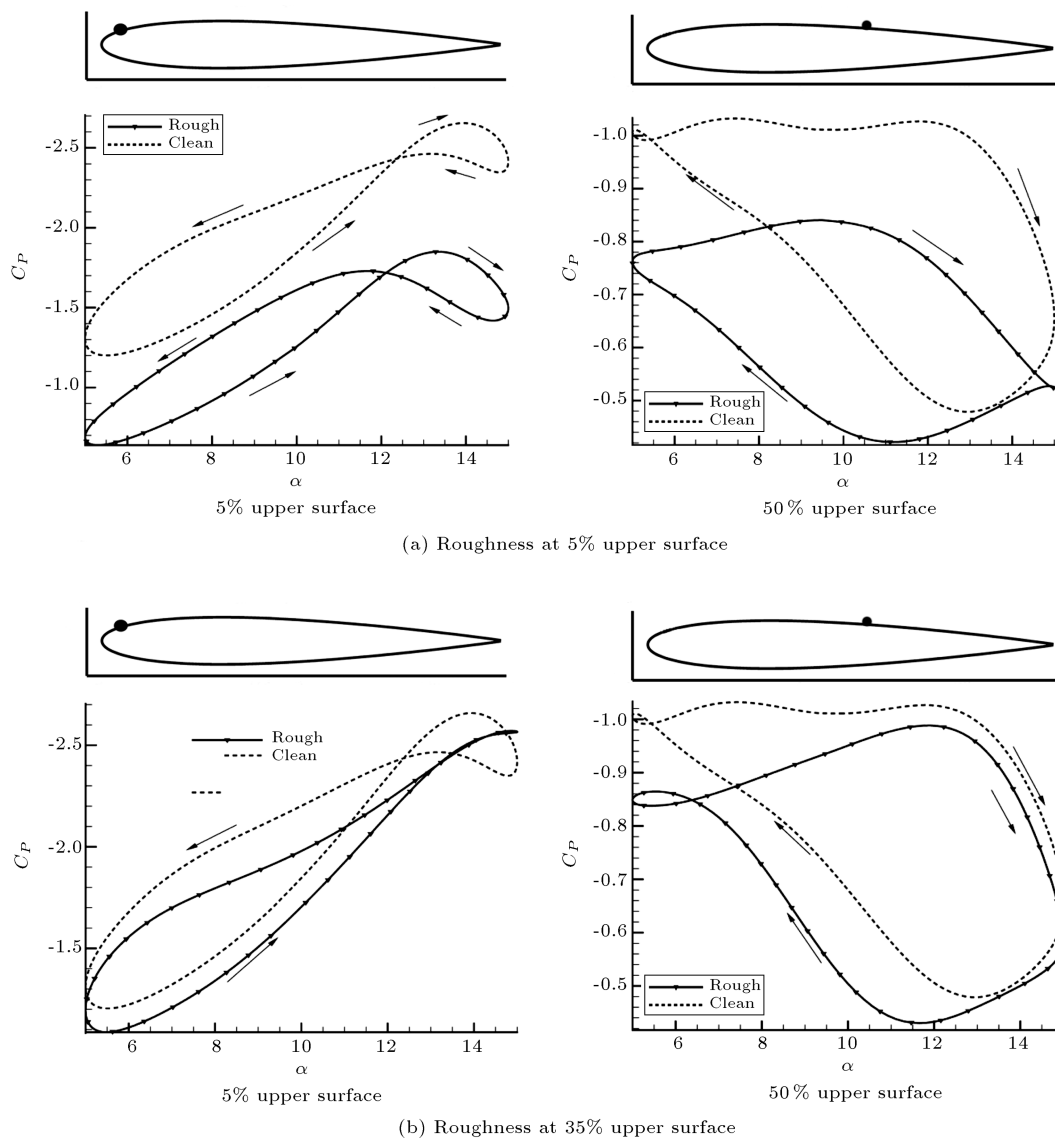 Rough
Clean
-2.5
-2.0
-1.5
-1.0
C_P
6 8 10 12 14
α
5% upper surface
-1.0
-0.9
-0.8
-0.7
-0.6
-0.5
C_P
Rough
Clean
6 8 10 12 14
α
50 % upper surface
(a) Roughness at 5% upper surface
Rough
Clean
-2.5
-2.0
-1.5
C_P
6 8 10 12 14
α
5% upper surface
-1.0
-0.9
-0.8
-0.7
-0.6
-0.5
C_P
Rough
Clean
6 8 10 12 14
α
50 % upper surface
(b) Roughness at 35% upper surface